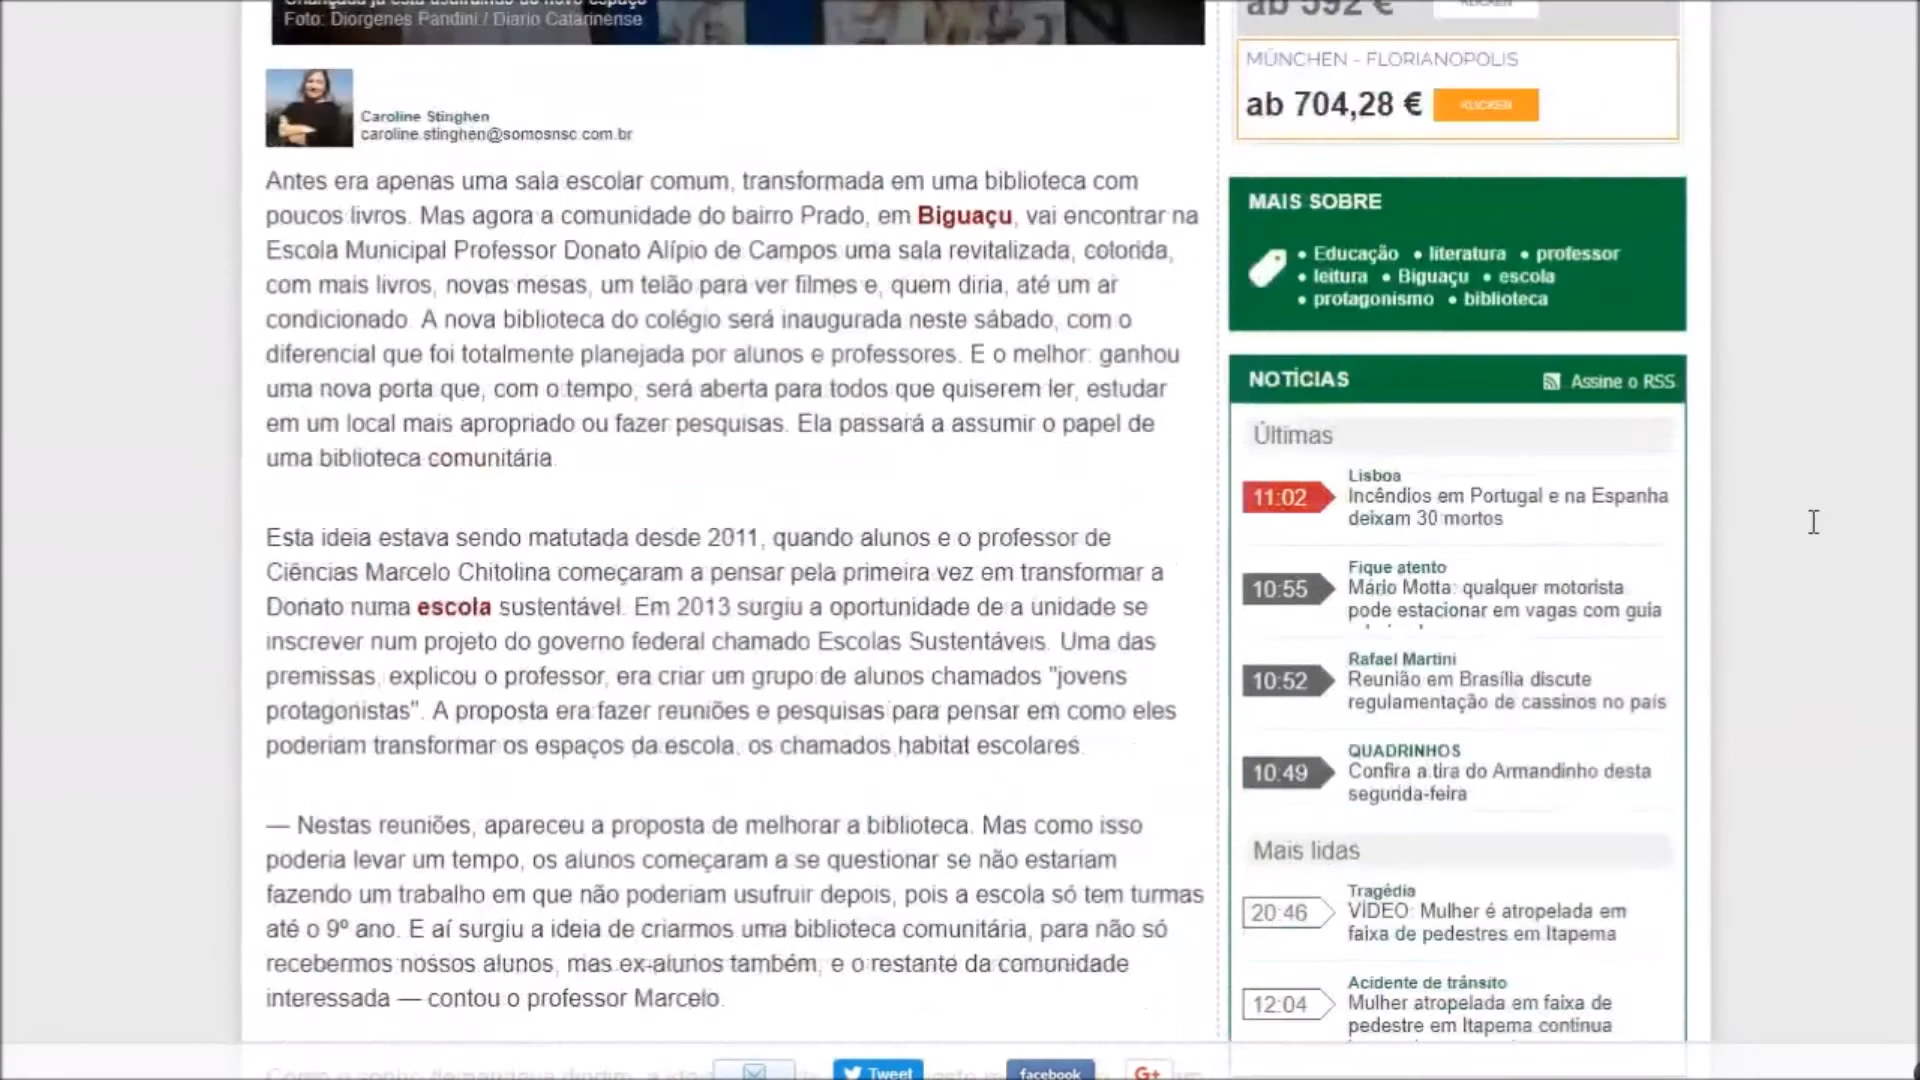 Criançada já está usufruindo do novo espaço
Foto: Diorgenes Pandini / Diario Catarinense
Caroline Stinghen
caroline.stinghen@somosnsc.com.br
Antes era apenas uma sala escolar comum, transformada em uma biblioteca com
poucos livros. Mas agora a comunidade do bairro Prado, em Biguaçu, vai encontrar na
Escola Municipal Professor Donato Alípio de Campos uma sala revitalizada, colorida,
com mais livros, novas mesas, um telão para ver filmes e, quem diria, até um ar
condicionado. A nova biblioteca do colégio será inaugurada neste sábado, com o
diferencial que foi totalmente planejada por alunos e professores. E o melhor: ganhou
uma nova porta que, com o tempo, será aberta para todos que quiserem ler, estudar
em um local mais apropriado ou fazer pesquisas. Ela passará a assumir o papel de
uma biblioteca comunitária.
Esta ideia estava sendo matutada desde 2011, quando alunos e o professor de
Ciências Marcelo Chitolina começaram a pensar pela primeira vez em transformar a
Donato numa escola sustentável. Em 2013 surgiu a oportunidade de a unidade se
inscrever num projeto do governo federal chamado Escolas Sustentáveis. Uma das
premissas, explicou o professor, era criar um grupo de alunos chamados "jovens
protagonistas". A proposta era fazer reuniões e pesquisas para pensar em como eles
poderiam transformar os espaços da escola, os chamados habitat escolares.
— Nestas reuniões, apareceu a proposta de melhorar a biblioteca. Mas como isso
poderia levar um tempo, os alunos começaram a se questionar se não estariam
fazendo um trabalho em que não poderiam usufruir depois, pois a escola só tem turmas
até o 9º ano. E aí surgiu a ideia de criarmos uma biblioteca comunitária, para não só
recebermos nossos alunos, mas ex-alunos também, e o restante da comunidade
interessada — contou o professor Marcelo.
Tweet
facebook
G+
ab 592 €
KLICKEN
MÜNCHEN - FLORIANOPOLIS
ab 704,28 €
KLICKEN
MAIS SOBRE
• Educação • literatura • professor
• leitura • Biguaçu • escola
• protagonismo • biblioteca
NOTÍCIAS
Assine o RSS
Últimas
11:02
Lisboa
Incêndios em Portugal e na Espanha
deixam 30 mortos
10:55
Fique atento
Mário Motta: qualquer motorista
pode estacionar em vagas com guia
10:52
Rafael Martini
Reunião em Brasília discute
regulamentação de cassinos no país
10:49
QUADRINHOS
Confira a tira do Armandinho desta
segunda-feira
Mais lidas
20:46
Tragédia
VÍDEO: Mulher é atropelada em
faixa de pedestres em Itapema
12:04
Acidente de trânsito
Mulher atropelada em faixa de
pedestre em Itapema continua